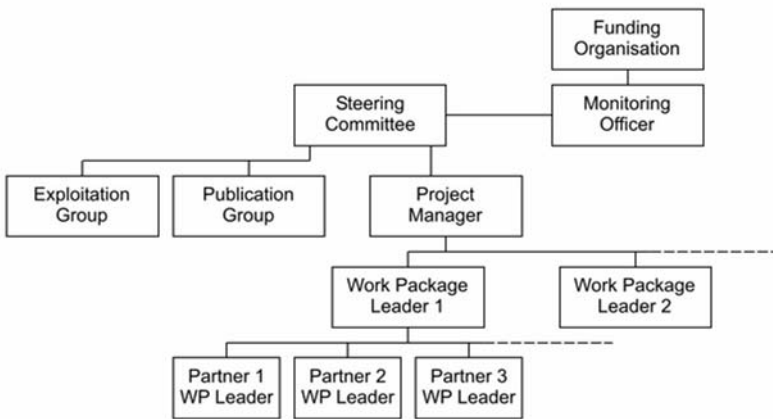 Funding
Organisation
Steering
Committee
Monitoring
Officer
Exploitation
Group
Publication
Group
Project
Manager
Work Package
Leader 1
Work Package
Leader 2
Partner 1
WP Leader
Partner 2
WP Leader
Partner 3
WP Leader